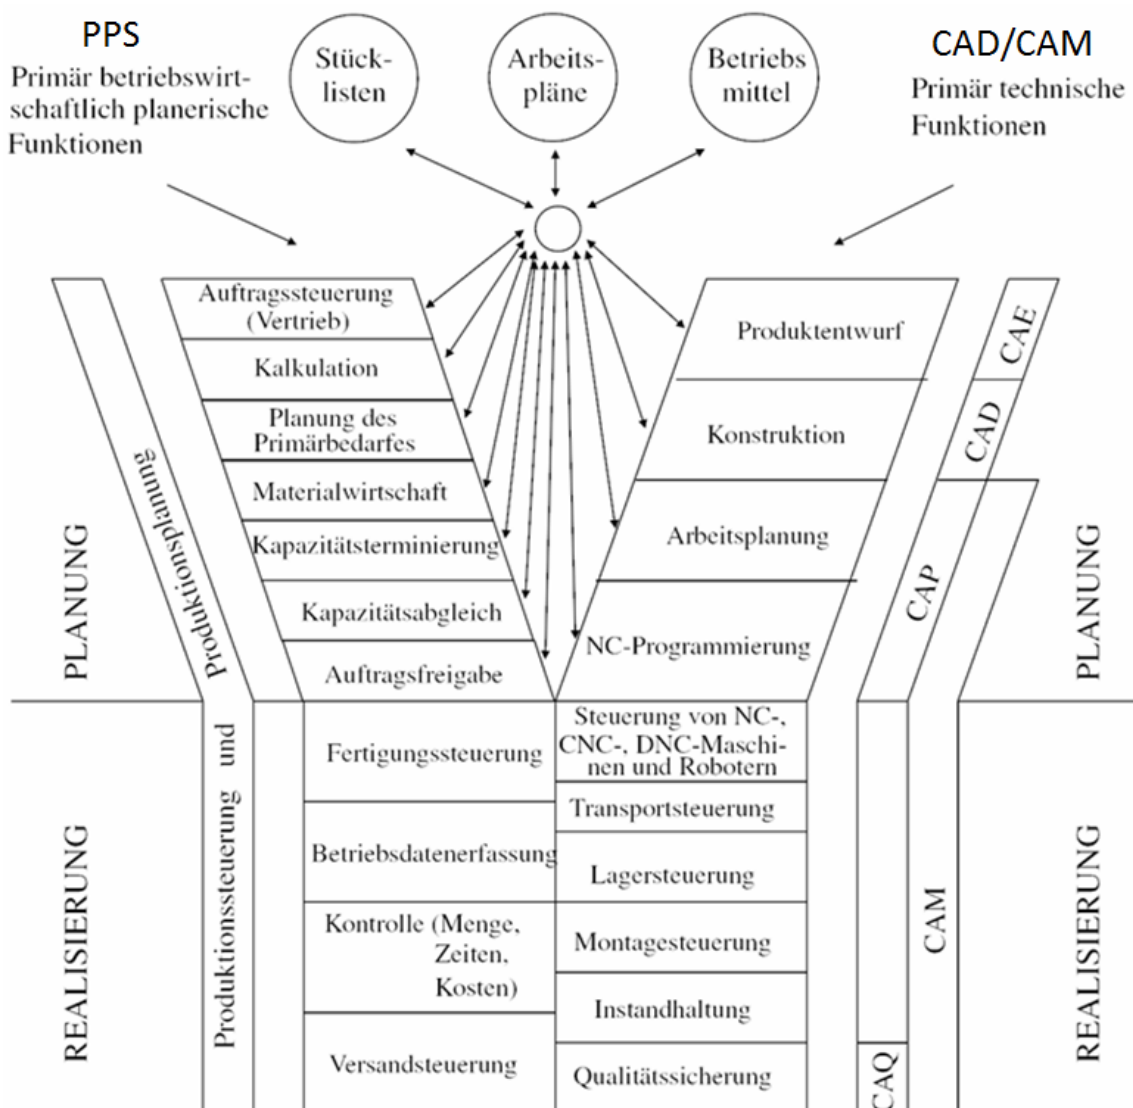 PPS
Primär betriebswirt-
schaftlich planerische
Funktionen
Stück-
listen
Arbeits-
pläne
Betriebs
mittel
CAD/CAM
Primär technische
Funktionen
Auftragssteuerung
(Vertrieb)
Kalkulation
Planung des
Primärbedarfes
Materialwirtschaft
Kapazitätsterminierung
Kapazitätsabgleich
Auftragsfreigabe
Produktentwurf
Konstruktion
Arbeitsplanung
NC-Programmierung
CAE
CAD
CAP
PLANUNG
Produktionsplanung
PLANUNG
Fertigungssteuerung
Betriebsdatenerfassung
Kontrolle (Menge,
Zeiten,
Kosten)
Versandsteuerung
Steuerung von NC-,
CNC-, DNC-Maschi-
nen und Robotern
Transportsteuerung
Lagersteuerung
Montagesteuerung
Instandhaltung
Qualitätssicherung
REALISIERUNG
Produktionssteuerung und
CAQ
CAM
REALISIERUNG